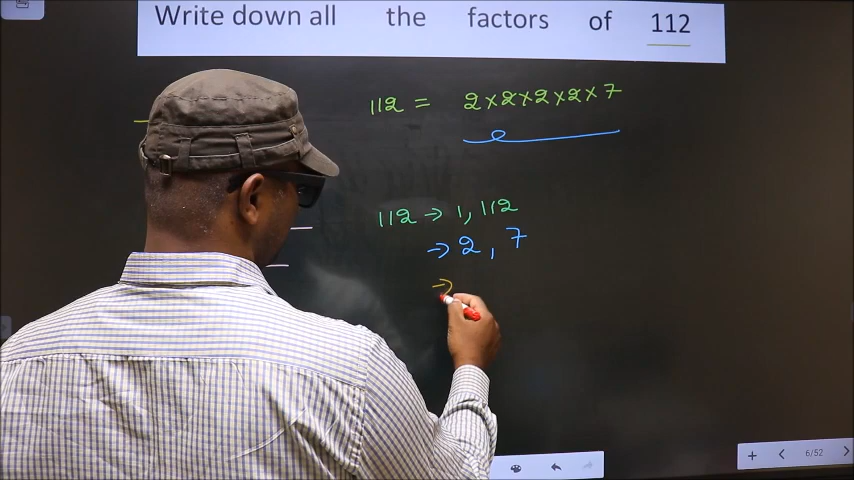 Write down all the factors of 112
112 = 2×2×2×2×7
112 → 1, 112
→ 2, 7
→
6/52